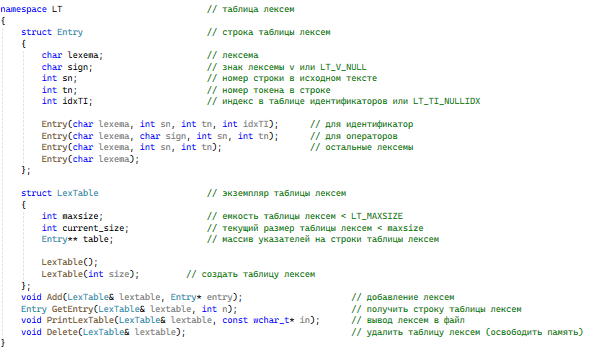 namespace LT // таблица лексем
{
struct Entry // строка таблицы лексем
{
char lexema; // лексема
char sign; // знак лексемы v или LT_V_NULL
int sn; // номер строки в исходном тексте
int tn; // номер токена в строке
int idxTI; // индекс в таблице идентификаторов или LT_TI_NULLIDX
Entry(char lexema, int sn, int tn, int idxTI); // для идентификатор
Entry(char lexema, char sign, int sn, int tn); // для операторов
Entry(char lexema, int sn, int tn); // остальные лексемы
Entry(char lexema);
};
struct LexTable // экземпляр таблицы лексем
{
int maxsize; // емкость таблицы лексем < LT_MAXSIZE
int current_size; // текущий размер таблицы лексем < maxsize
Entry** table; // массив указателей на строки таблицы лексем
LexTable();
LexTable(int size); // создать таблицу лексем
};
void Add(LexTable& lextable, Entry* entry); // добавление лексем
Entry GetEntry(LexTable& lextable, int n); // получить строку таблицы лексем
void PrintLexTable(LexTable& lextable, const wchar_t* in); // вывод лексем в файл
void Delete(LexTable& lextable); // удалить таблицу лексем (освободить память)
}